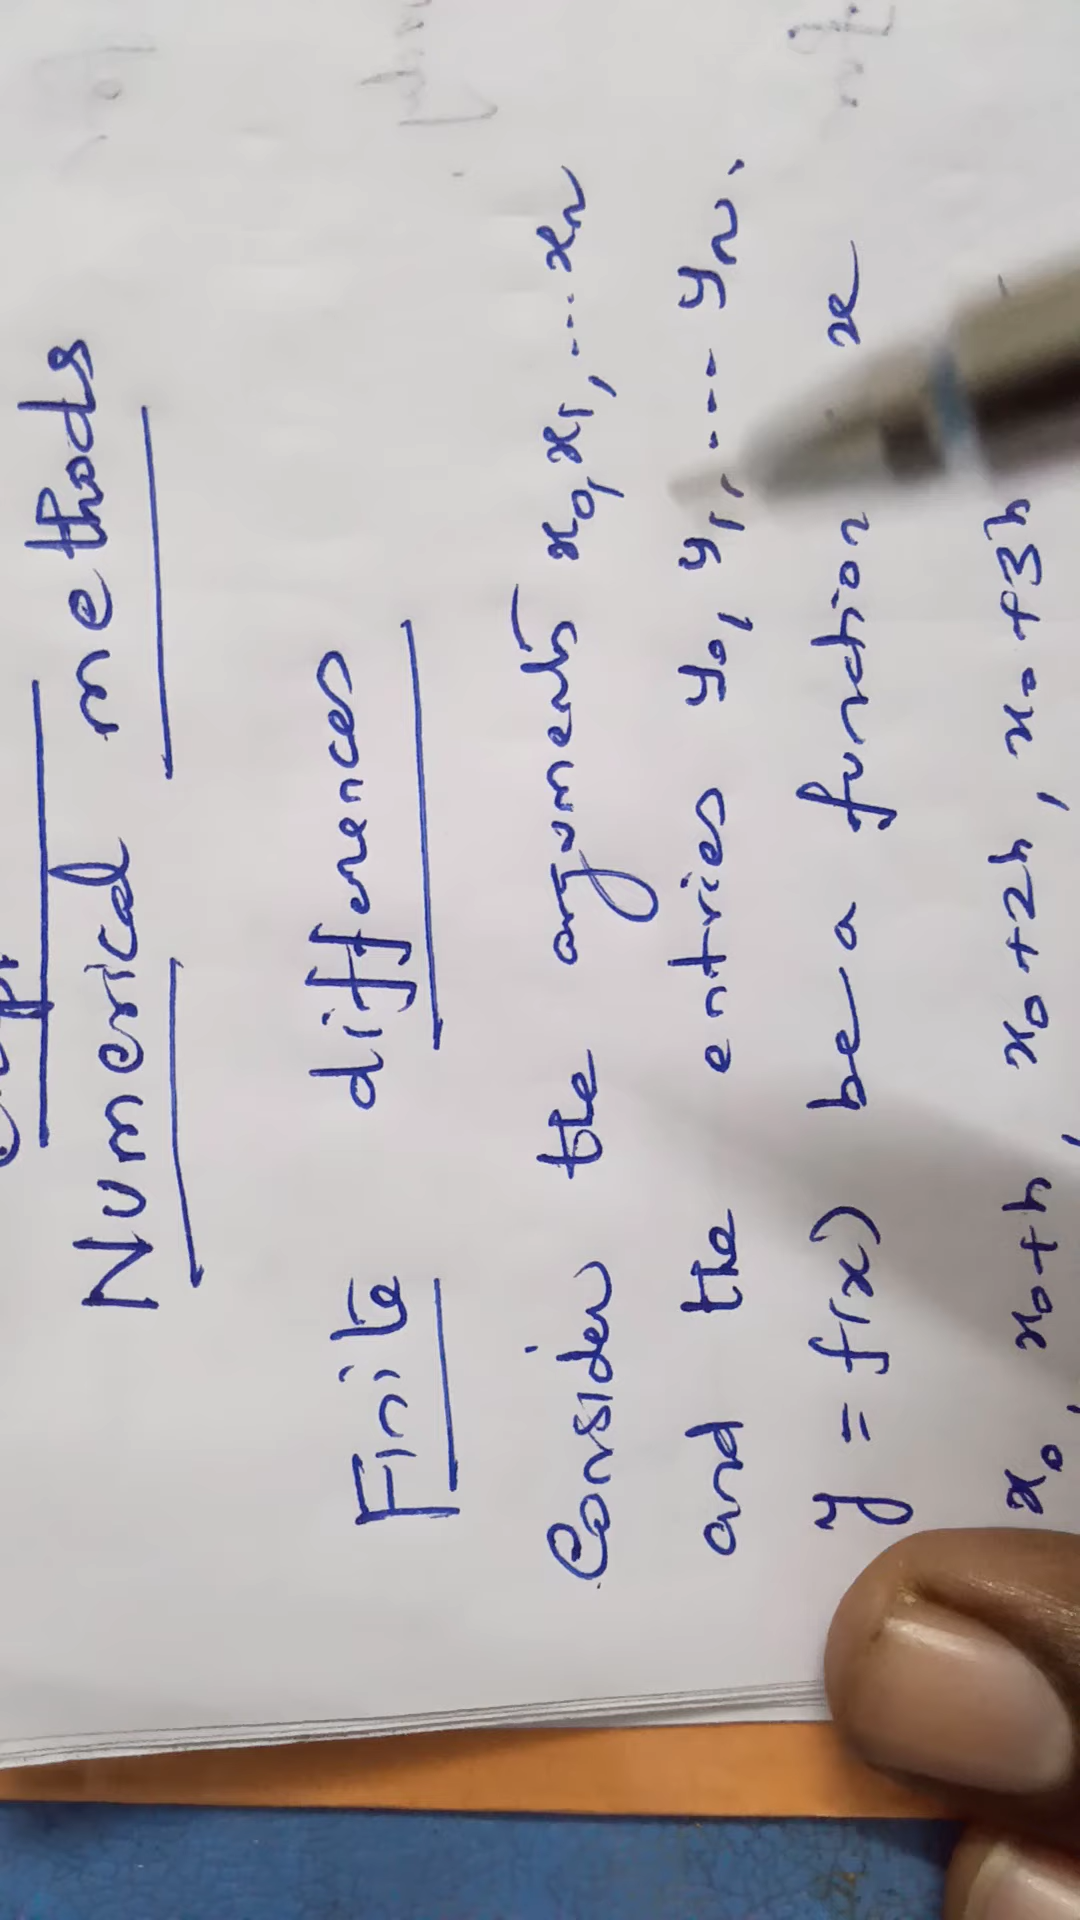 Numerical methods
Finite differences
Consider the arguments x₀, x₁, ... xₙ
and the entries y₀, y₁, ... yₙ.
y = f(x) be a function x
x₀, x₀+h, x₀+2h, x₀+3h